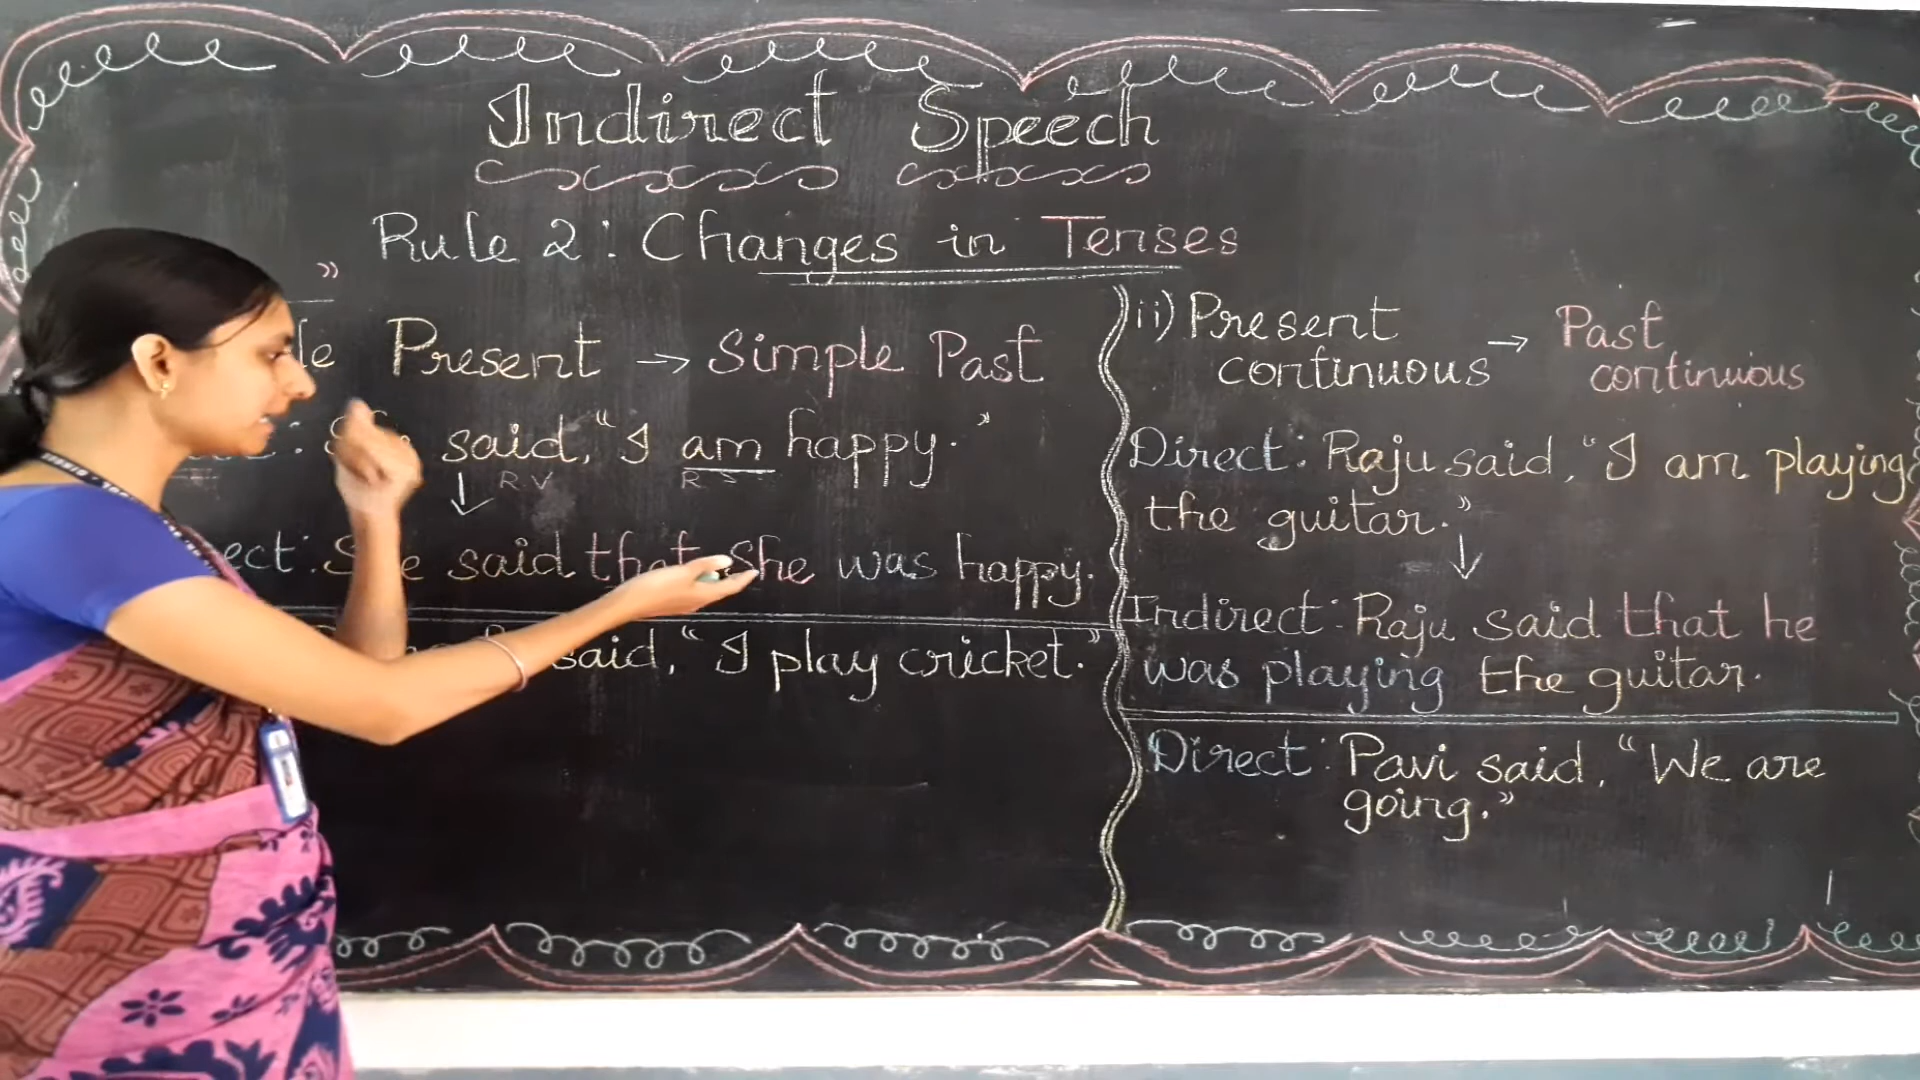 Indirect Speech
Rule 2: Changes in Tenses
"
Present → Simple Past
said, "I am happy."
RV RS
said that she was happy.
said, "I play cricket."
ii) Present → Past
continuous continuous
Direct: Raju said, "I am playing
the guitar."
Indirect: Raju said that he
was playing the guitar.
Direct: Pavi said, "We are
going."